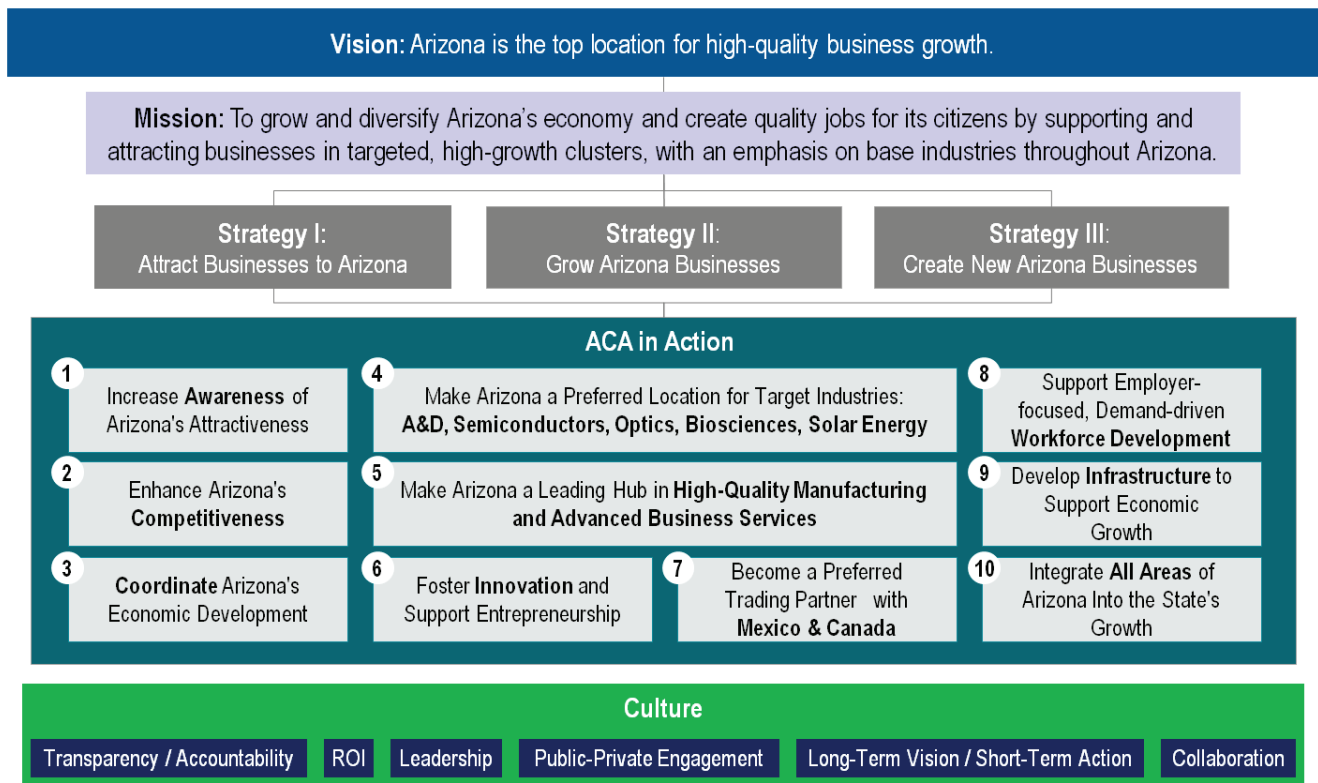 Vision: Arizona is the top location for high-quality business growth.
Mission: To grow and diversify Arizona's economy and create quality jobs for its citizens by supporting and
attracting businesses in targeted, high-growth clusters, with an emphasis on base industries throughout Arizona.
Strategy I:
Attract Businesses to Arizona
Strategy II:
Grow Arizona Businesses
Strategy III:
Create New Arizona Businesses
ACA in Action
1
Increase Awareness of
Arizona's Attractiveness
2
Enhance Arizona's
Competitiveness
3
Coordinate Arizona's
Economic Development
4
Make Arizona a Preferred Location for Target Industries:
A&D, Semiconductors, Optics, Biosciences, Solar Energy
5
Make Arizona a Leading Hub in High-Quality Manufacturing
and Advanced Business Services
6
Foster Innovation and
Support Entrepreneurship
7
Become a Preferred
Trading Partner with
Mexico & Canada
8
Support Employer-
focused, Demand-driven
Workforce Development
9
Develop Infrastructure to
Support Economic
Growth
10
Integrate All Areas of
Arizona Into the State's
Growth
Culture
Transparency / Accountability
ROI
Leadership
Public-Private Engagement
Long-Term Vision / Short-Term Action
Collaboration